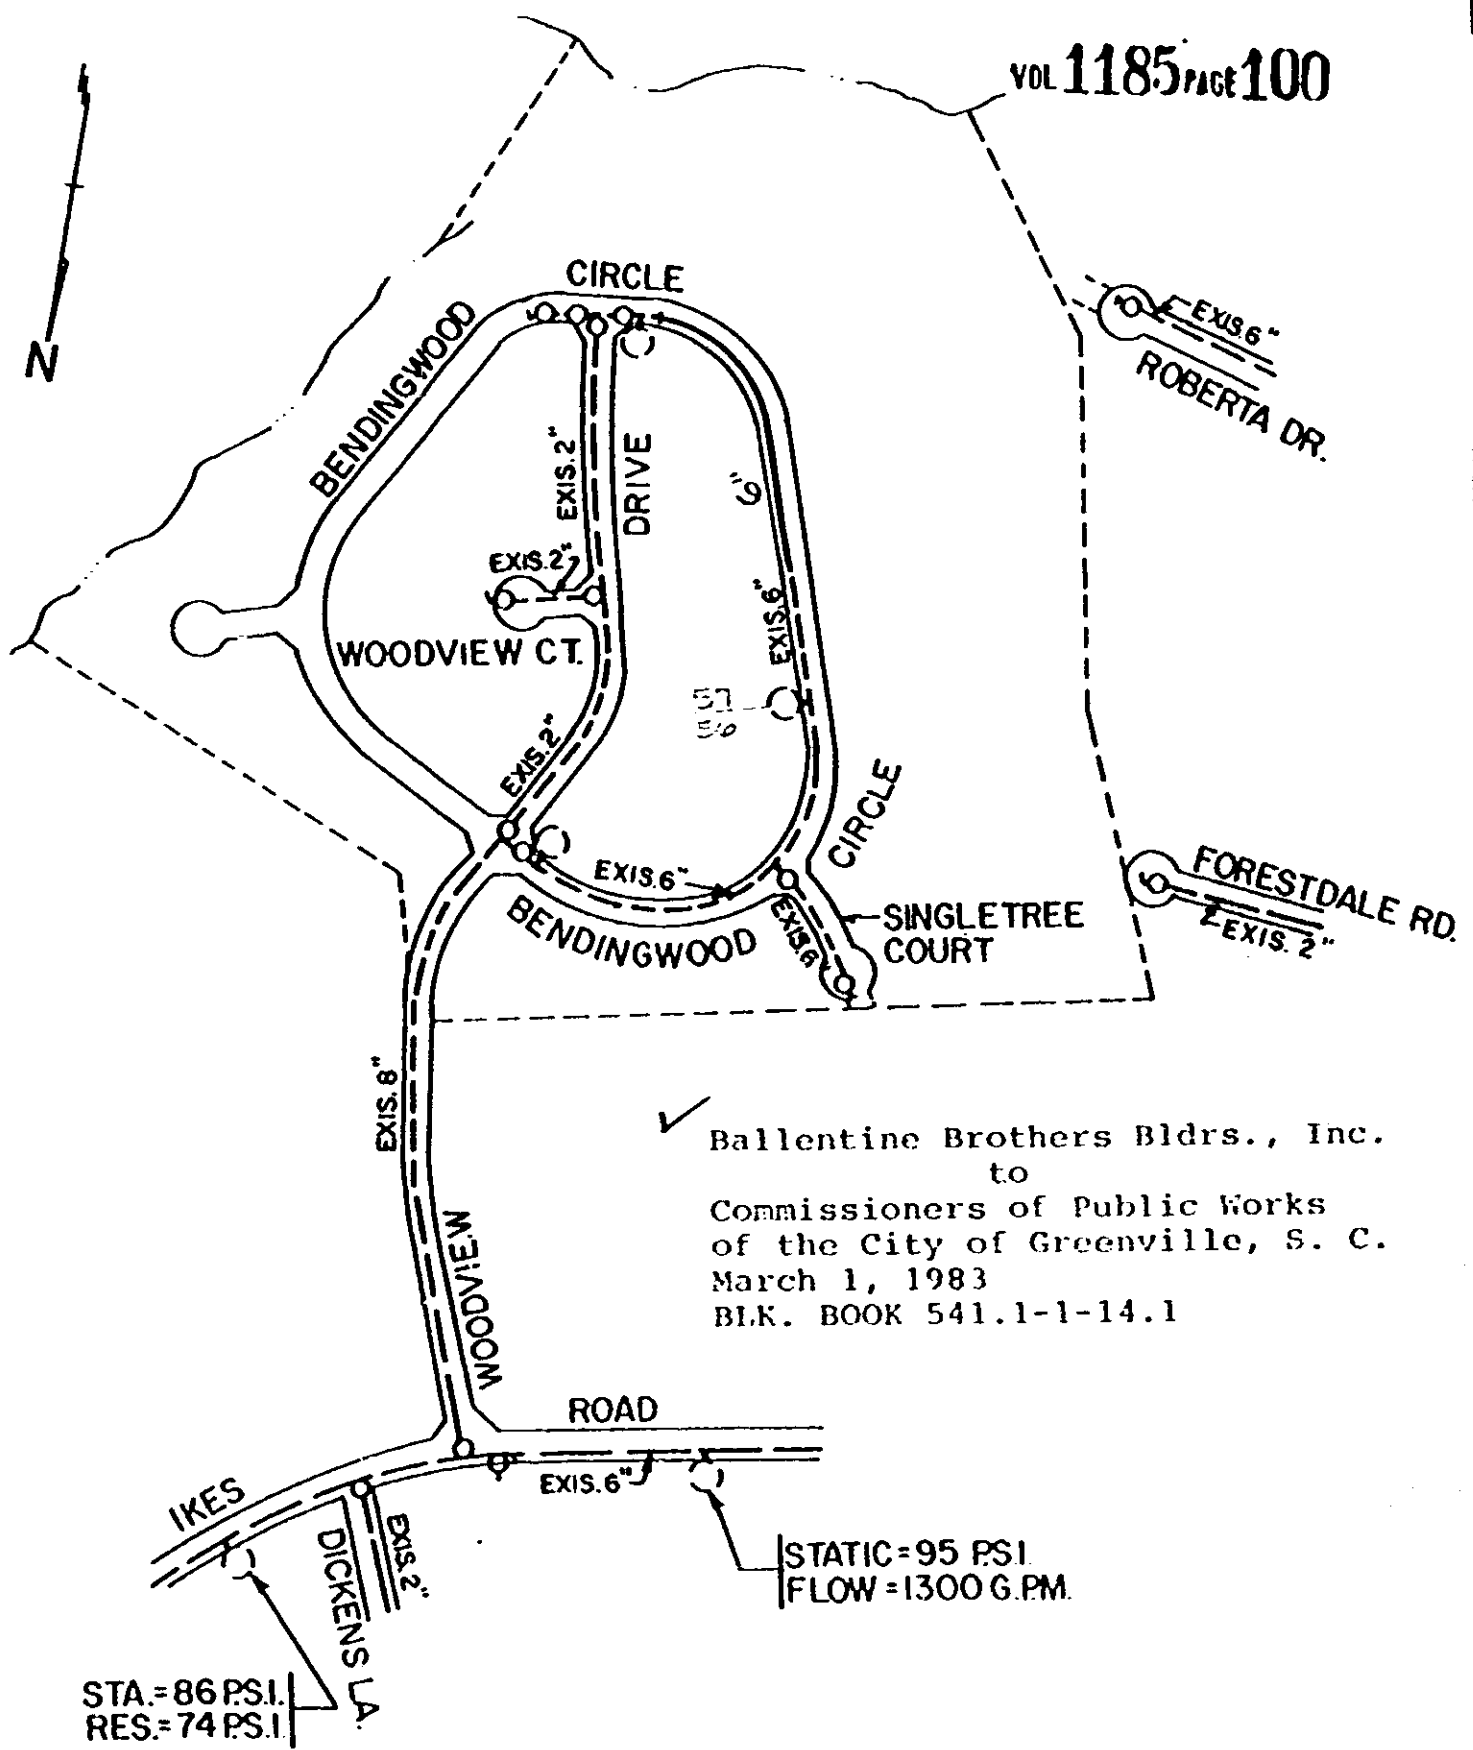 VOL 1185 PAGE 100
N
CIRCLE
BENDINGWOOD
EXIS. 6"
ROBERTA DR.
EXIS. 2"
DRIVE
6"
EXIS. 2"
EXIS. 6"
WOODVIEW CT.
57
56
EXIS. 2"
CIRCLE
EXIS. 6"
FORESTDALE RD.
EXIS. 2"
BENDINGWOOD
EXIS. 6"
SINGLETREE
COURT
EXIS. 8"
Ballentine Brothers Bldrs., Inc.
to
Commissioners of Public Works
of the City of Greenville, S. C.
March 1, 1983
BLK. BOOK 541.1-1-14.1
WOODVIEW
ROAD
EXIS. 6"
IKES
DICKENS LA.
EXIS. 2"
STATIC = 95 P.S.I.
FLOW = 1300 G.P.M.
STA. = 86 P.S.I.
RES. = 74 P.S.I.